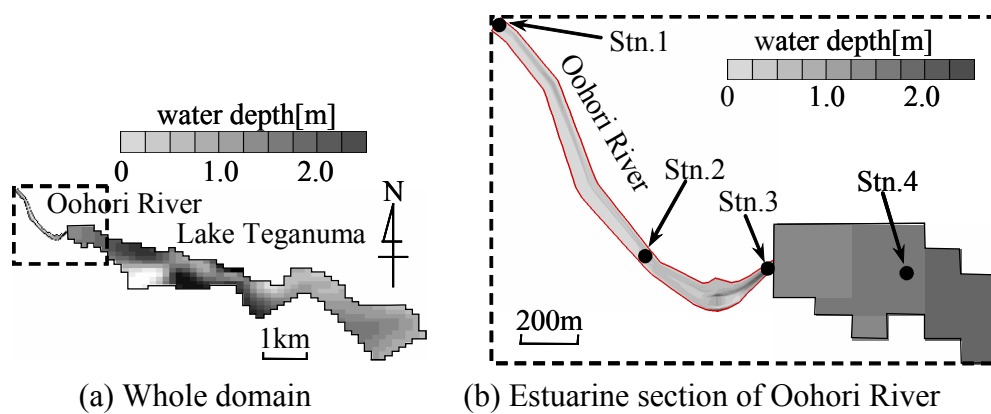 water depth[m]
0 1.0 2.0
N
Oohori River
Lake Teganuma
1km
(a) Whole domain
Stn.1
water depth[m]
0 1.0 2.0
Oohori River
Stn.2
Stn.3
Stn.4
200m
(b) Estuarine section of Oohori River